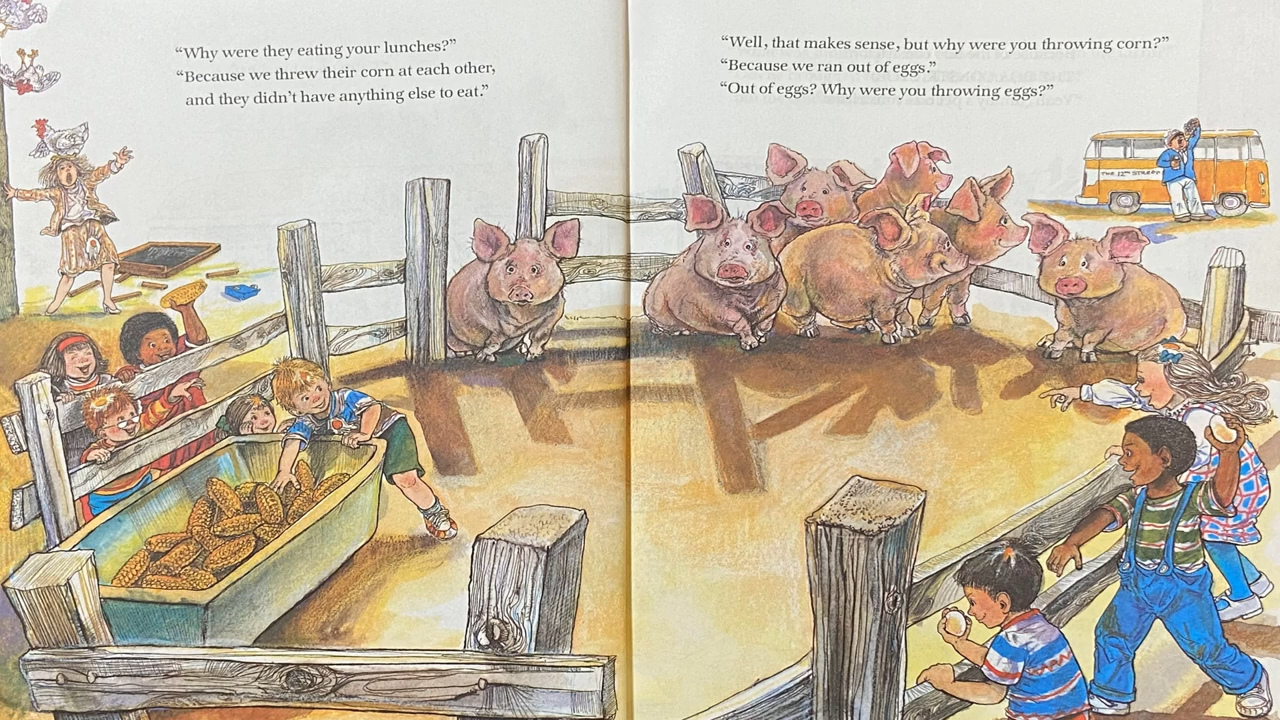 “Why were they eating your lunches?”
“Because we threw their corn at each other,
and they didn’t have anything else to eat.”
“Well, that makes sense, but why were you throwing corn?”
“Because we ran out of eggs.”
“Out of eggs? Why were you throwing eggs?”
THE 12TH STREET